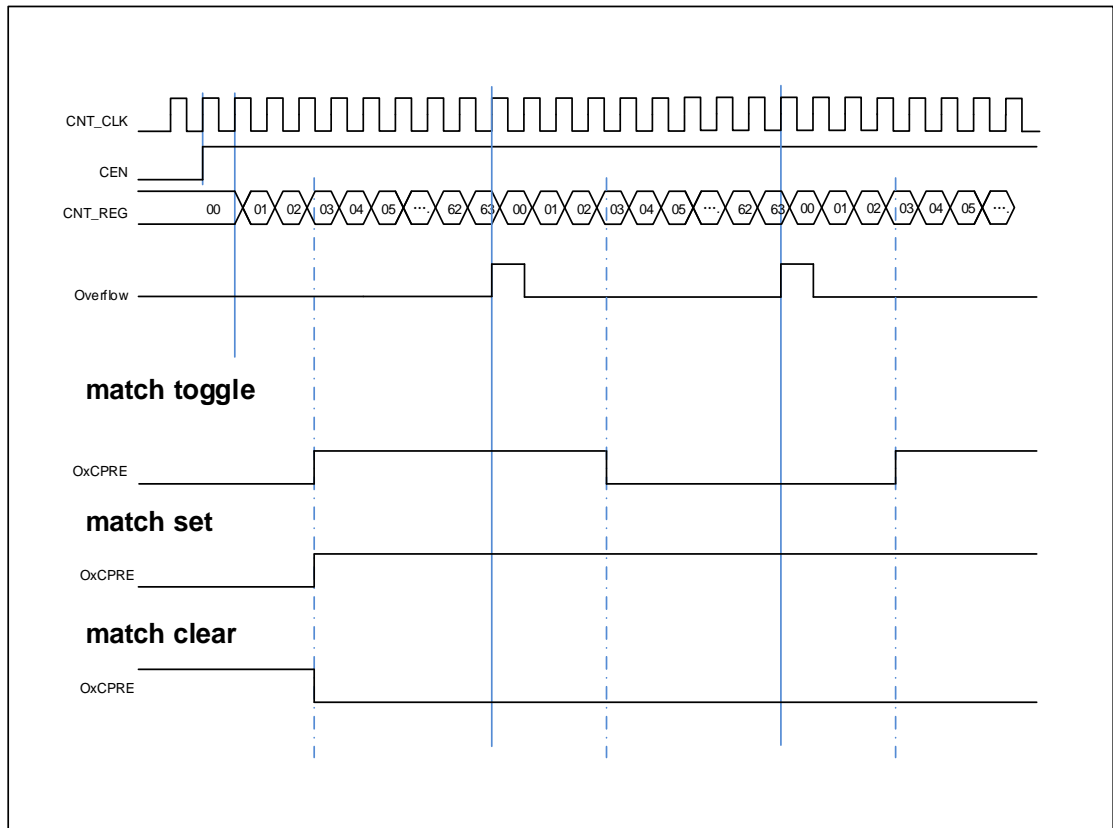 CNT_CLK
CEN
CNT_REG 00 01 02 03 04 05 .... 62 63 00 01 02 03 04 05 .... 62 63 00 01 02 03 04 05 ....
Overflow
match toggle
OxCPRE
match set
OxCPRE
match clear
OxCPRE